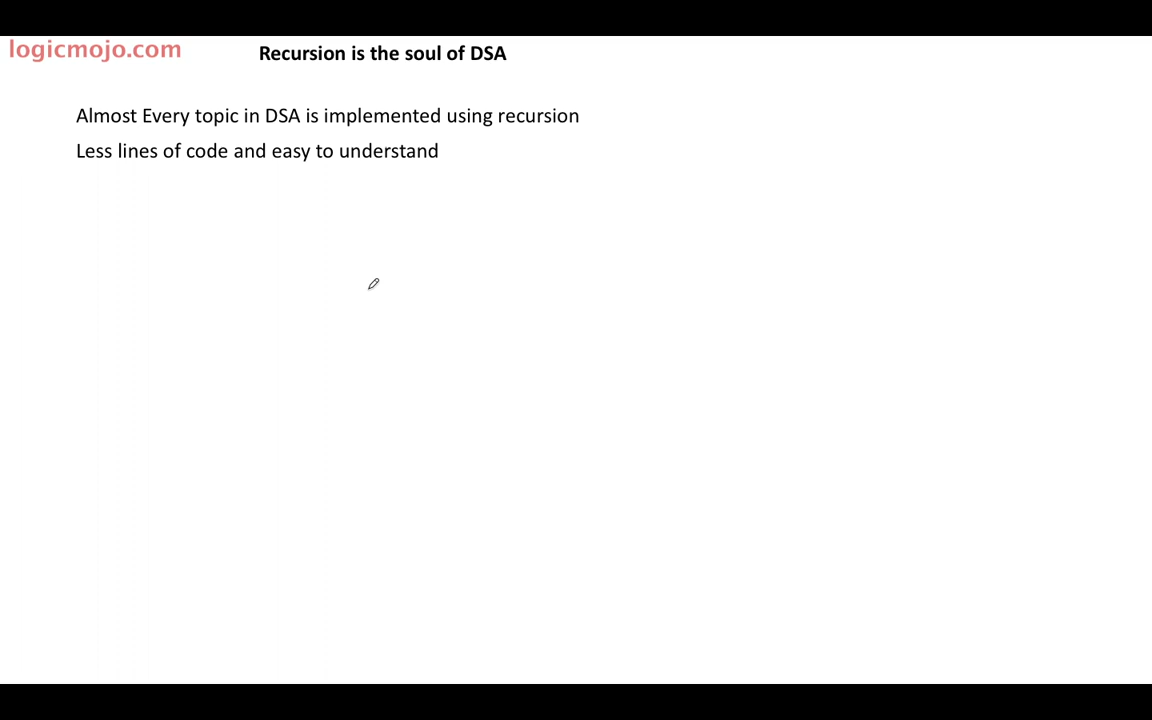 logicmojo.com
Recursion is the soul of DSA
Almost Every topic in DSA is implemented using recursion
Less lines of code and easy to understand